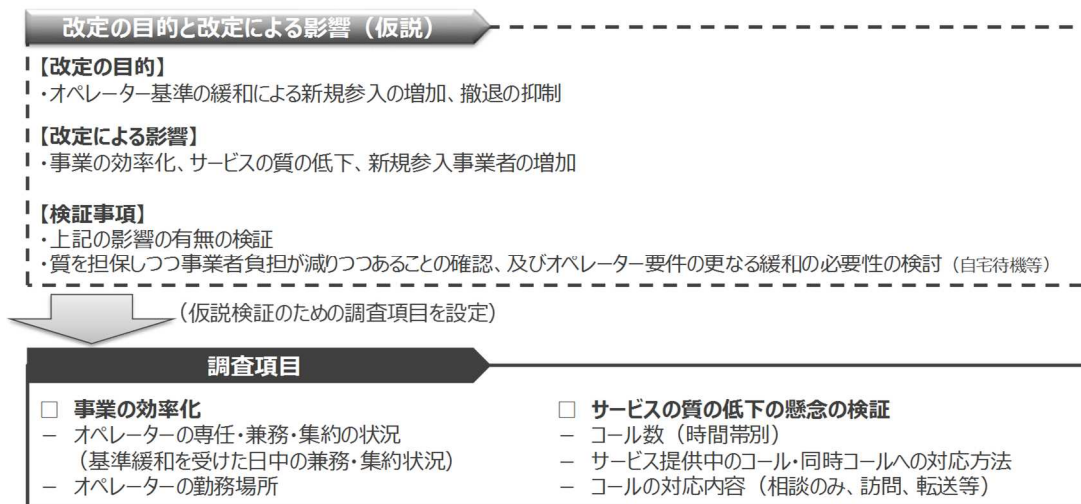 改定の目的と改定による影響（仮説）
【改定の目的】
・オペレーター基準の緩和による新規参入の増加、撤退の抑制
【改定による影響】
・事業の効率化、サービスの質の低下、新規参入事業者の増加
【検証事項】
・上記の影響の有無の検証
・質を担保しつつ事業者負担が減りつつあることの確認、及びオペレーター要件の更なる緩和の必要性の検討（自宅待機等）
（仮説検証のための調査項目を設定）
調査項目
□ 事業の効率化
－ オペレーターの専任・兼務・集約の状況
（基準緩和を受けた日中の兼務・集約状況）
－ オペレーターの勤務場所
□ サービスの質の低下の懸念の検証
－ コール数（時間帯別）
－ サービス提供中のコール・同時コールへの対応方法
－ コールの対応内容（相談のみ、訪問、転送等）